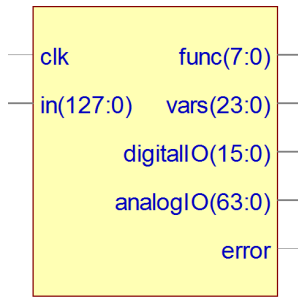 clk func(7:0)
in(127:0) vars(23:0)
digitalIO(15:0)
analogIO(63:0)
error